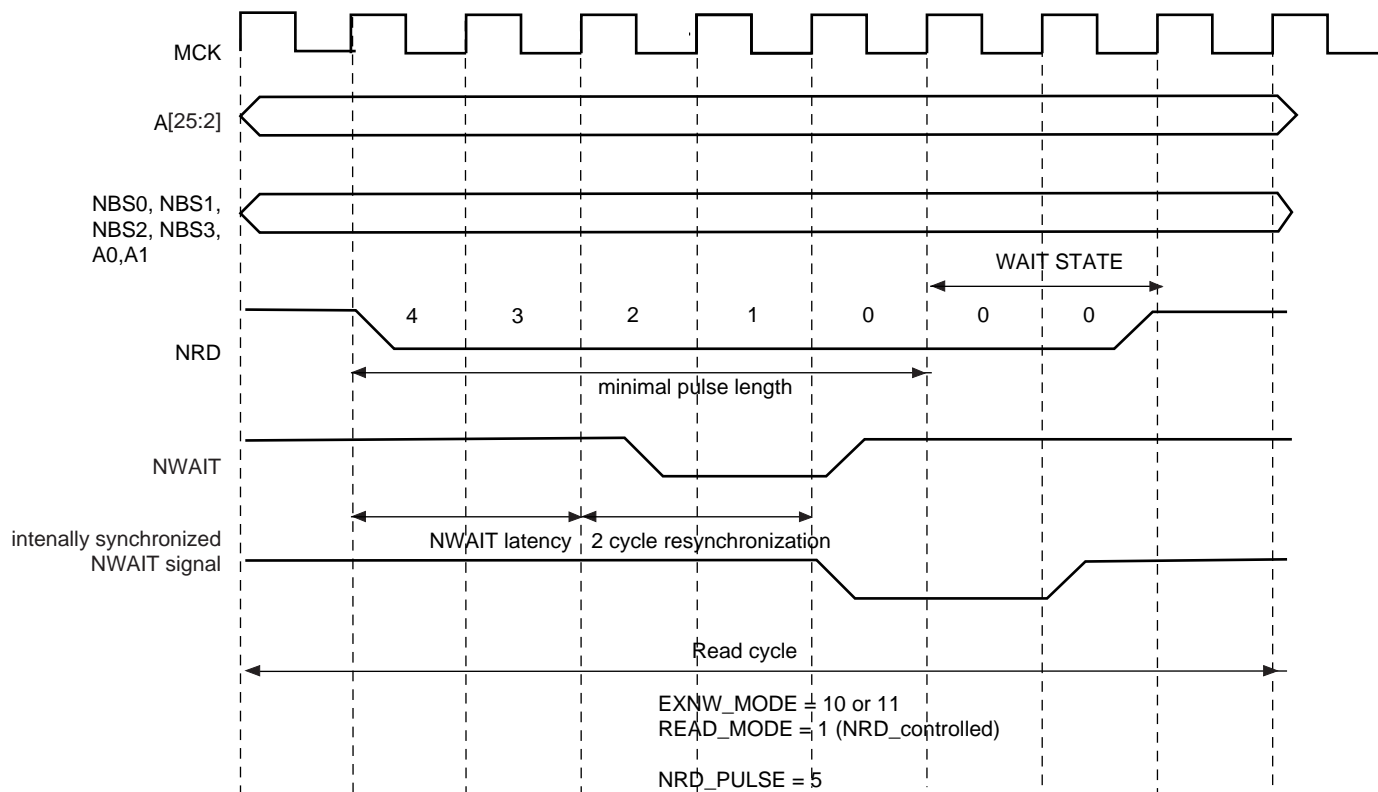 MCK
A[25:2]
NBS0, NBS1,
NBS2, NBS3,
A0,A1
WAIT STATE
4 3 2 1 0 0 0
NRD
minimal pulse length
NWAIT
intenally synchronized
NWAIT signal
NWAIT latency
2 cycle resynchronization
Read cycle
EXNW_MODE = 10 or 11
READ_MODE = 1 (NRD_controlled)
NRD_PULSE = 5